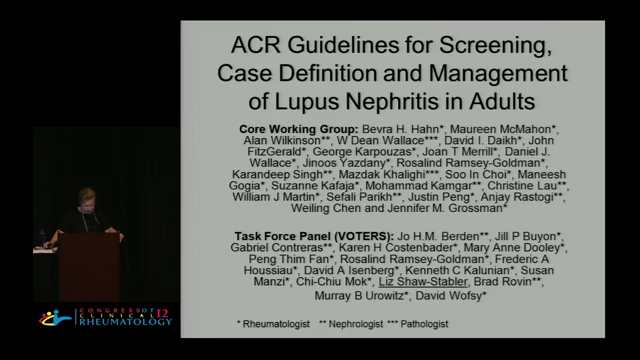 ACR Guidelines for Screening,
Case Definition and Management
of Lupus Nephritis in Adults
Core Working Group: Bevra H. Hahn*, Maureen McMahon*,
Alan Wilkinson**, W Dean Wallace***, David I. Daikh*, John
FitzGerald*, George Karpouzas*, Joan T Merrill*, Daniel J.
Wallace*, Jinoos Yazdany*, Rosalind Ramsey-Goldman*,
Karandeep Singh**, Mazdak Khalighi***, Soo In Choi*, Maneesh
Gogia*, Suzanne Kafaja*, Mohammad Kamgar**, Christine Lau**,
William J Martin*, Sefali Parikh**, Justin Peng*, Anjay Rastogi**,
Weiling Chen and Jennifer M. Grossman*
Task Force Panel (VOTERS): Jo H.M. Berden**, Jill P Buyon*,
Gabriel Contreras**, Karen H Costenbader*, Mary Anne Dooley*,
Peng Thim Fan*, Rosalind Ramsey-Goldman*, Frederic A
Houssiau*, David A Isenberg*, Kenneth C Kalunian*, Susan
Manzi*, Chi-Chiu Mok*, Liz Shaw-Stabler, Brad Rovin**,
Murray B Urowitz*, David Wofsy*
* Rheumatologist ** Nephrologist *** Pathologist
CONGRESS OF 12
CLINICAL
RHEUMATOLOGY